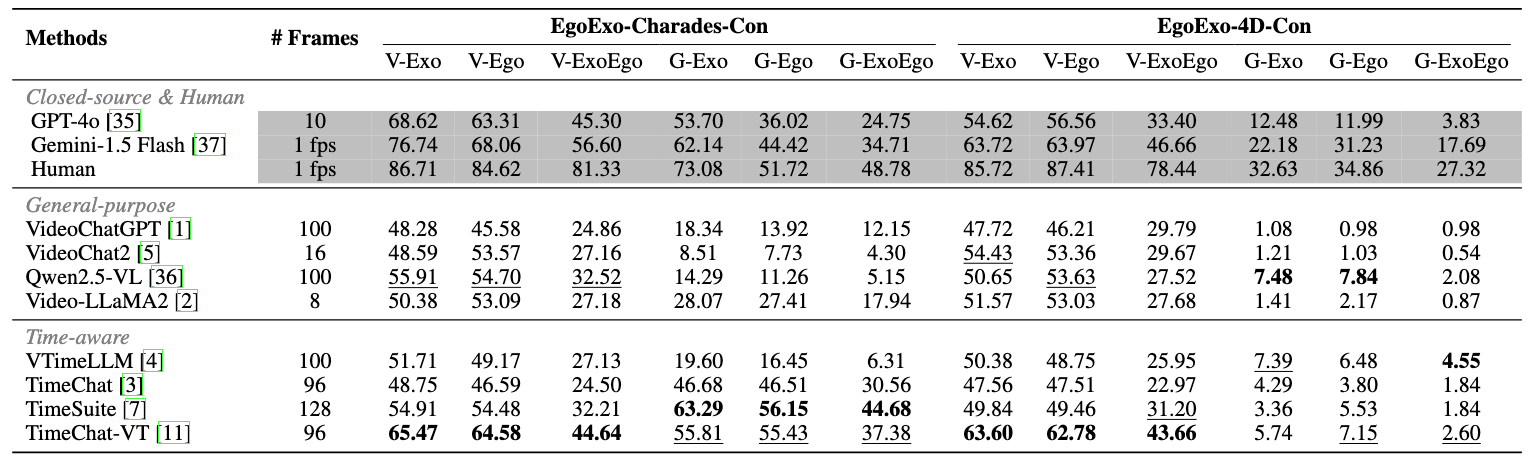 Methods # Frames EgoExo-Charades-Con EgoExo-4D-Con
V-Exo V-Ego V-ExoEgo G-Exo G-Ego G-ExoEgo V-Exo V-Ego V-ExoEgo G-Exo G-Ego G-ExoEgo
Closed-source & Human
GPT-4o [35] 10 68.62 63.31 45.30 53.70 36.02 24.75 54.62 56.56 33.40 12.48 11.99 3.83
Gemini-1.5 Flash [37] 1 fps 76.74 68.06 56.60 62.14 44.42 34.71 63.72 63.97 46.66 22.18 31.23 17.69
Human 1 fps 86.71 84.62 81.33 73.08 51.72 48.78 85.72 87.41 78.44 32.63 34.86 27.32
General-purpose
VideoChatGPT [1] 100 48.28 45.58 24.86 18.34 13.92 12.15 47.72 46.21 29.79 1.08 0.98 0.98
VideoChat2 [5] 16 48.59 53.57 27.16 8.51 7.73 4.30 54.43 53.36 29.67 1.21 1.03 0.54
Qwen2.5-VL [36] 100 55.91 54.70 32.52 14.29 11.26 5.15 50.65 53.63 27.52 7.48 7.84 2.08
Video-LLaMA2 [2] 8 50.38 53.09 27.18 28.07 27.41 17.94 51.57 53.03 27.68 1.41 2.17 0.87
Time-aware
VTimeLLM [4] 100 51.71 49.17 27.13 19.60 16.45 6.31 50.38 48.75 25.95 7.39 6.48 4.55
TimeChat [3] 96 48.75 46.59 24.50 46.68 46.51 30.56 47.56 47.51 22.97 4.29 3.80 1.84
TimeSuite [7] 128 54.91 54.48 32.21 63.29 56.15 44.68 49.84 49.46 31.20 3.36 5.53 1.84
TimeChat-VT [11] 96 65.47 64.58 44.64 55.81 55.43 37.38 63.60 62.78 43.66 5.74 7.15 2.60